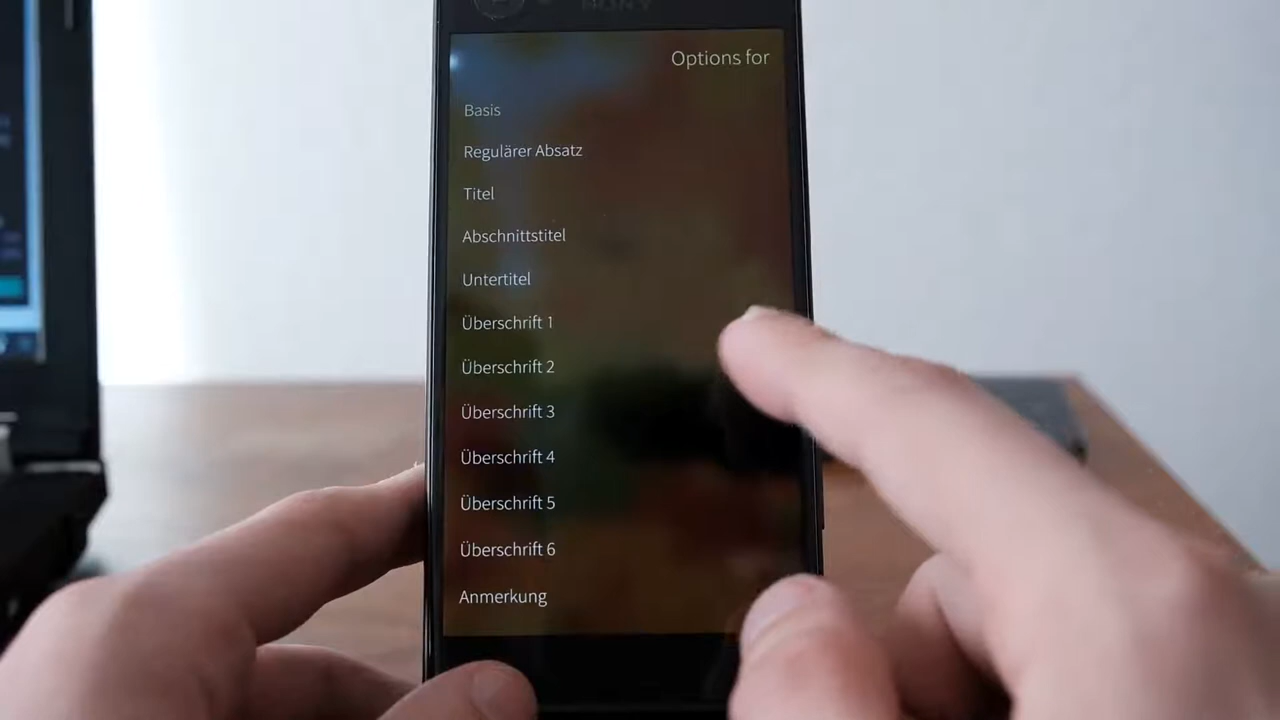 SONY
Options for
Basis
Regulärer Absatz
Titel
Abschnittstitel
Untertitel
Überschrift 1
Überschrift 2
Überschrift 3
Überschrift 4
Überschrift 5
Überschrift 6
Anmerkung